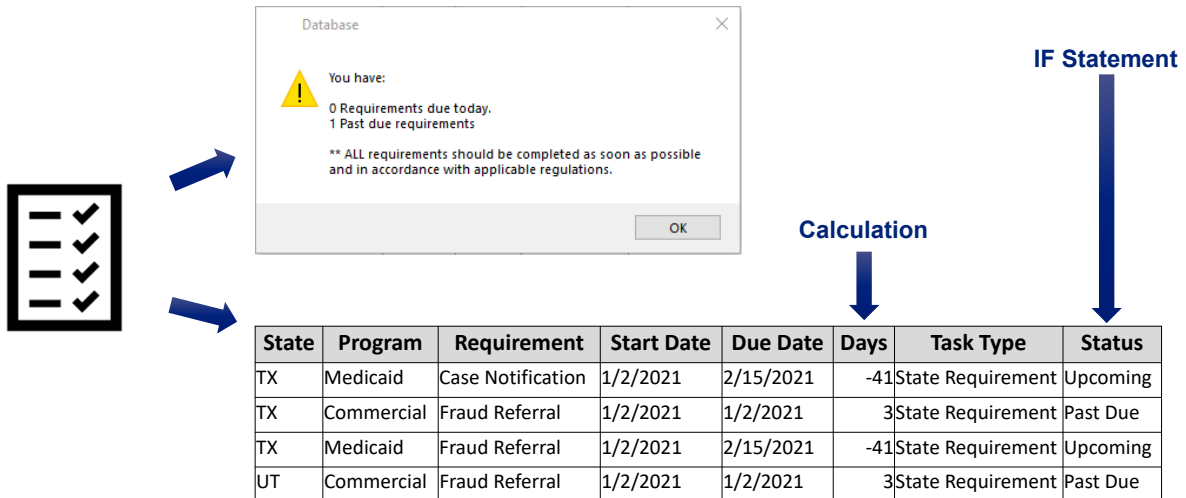 Database
You have:
0 Requirements due today.
1 Past due requirements
** ALL requirements should be completed as soon as possible
and in accordance with applicable regulations.
OK
IF Statement
Calculation
State Program Requirement Start Date Due Date Days Task Type Status
TX Medicaid Case Notification 1/2/2021 2/15/2021 -41 State Requirement Upcoming
TX Commercial Fraud Referral 1/2/2021 1/2/2021 3 State Requirement Past Due
TX Medicaid Fraud Referral 1/2/2021 2/15/2021 -41 State Requirement Upcoming
UT Commercial Fraud Referral 1/2/2021 1/2/2021 3 State Requirement Past Due